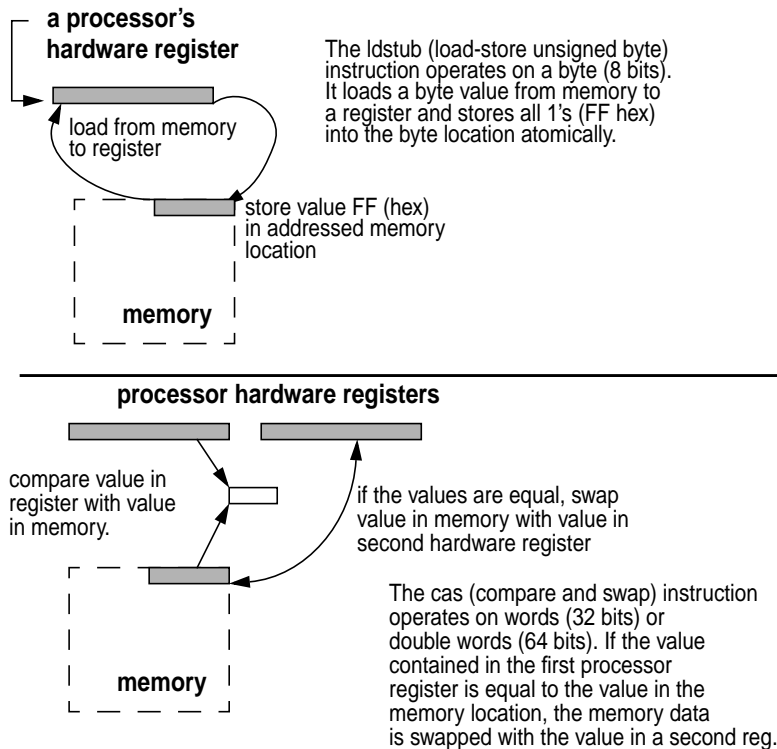 a processor's
hardware register
The ldstub (load-store unsigned byte)
instruction operates on a byte (8 bits).
It loads a byte value from memory to
a register and stores all 1's (FF hex)
into the byte location atomically.
load from memory
to register
store value FF (hex)
in addressed memory
location
memory
processor hardware registers
compare value in
register with value
in memory.
if the values are equal, swap
value in memory with value in
second hardware register
The cas (compare and swap) instruction
operates on words (32 bits) or
double words (64 bits). If the value
contained in the first processor
register is equal to the value in the
memory location, the memory data
is swapped with the value in a second reg.
memory